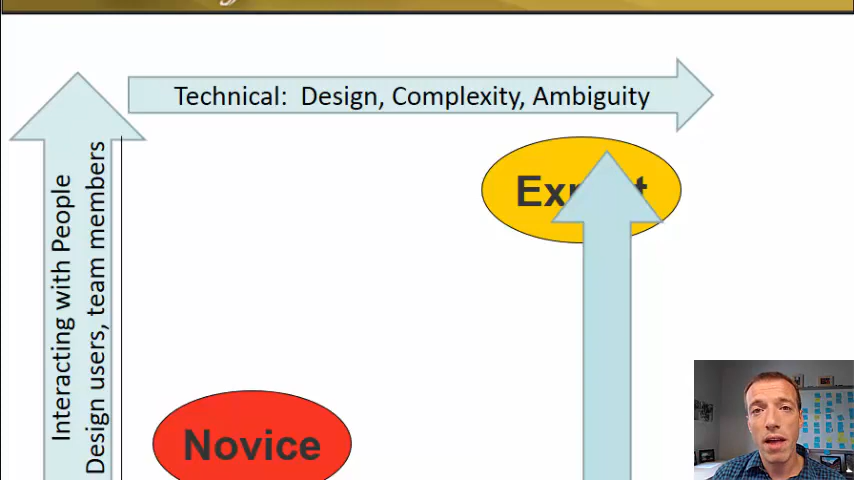 Technical: Design, Complexity, Ambiguity
Interacting with People
Design users, team members
Novice